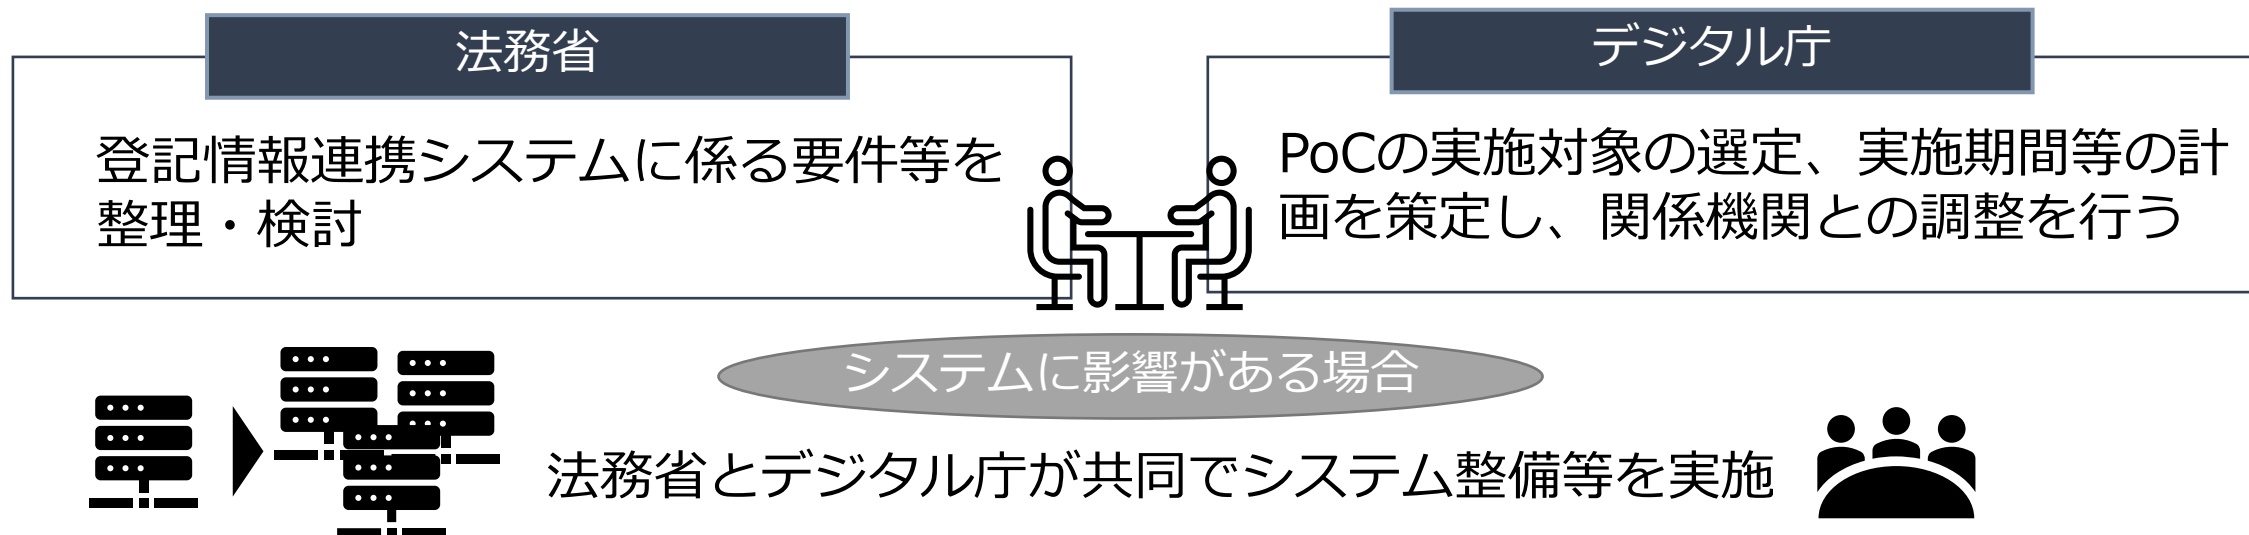 法務省
登記情報連携システムに係る要件等を
整理・検討
デジタル庁
PoCの実施対象の選定、実施期間等の計
画を策定し、関係機関との調整を行う
システムに影響がある場合
法務省とデジタル庁が共同でシステム整備等を実施